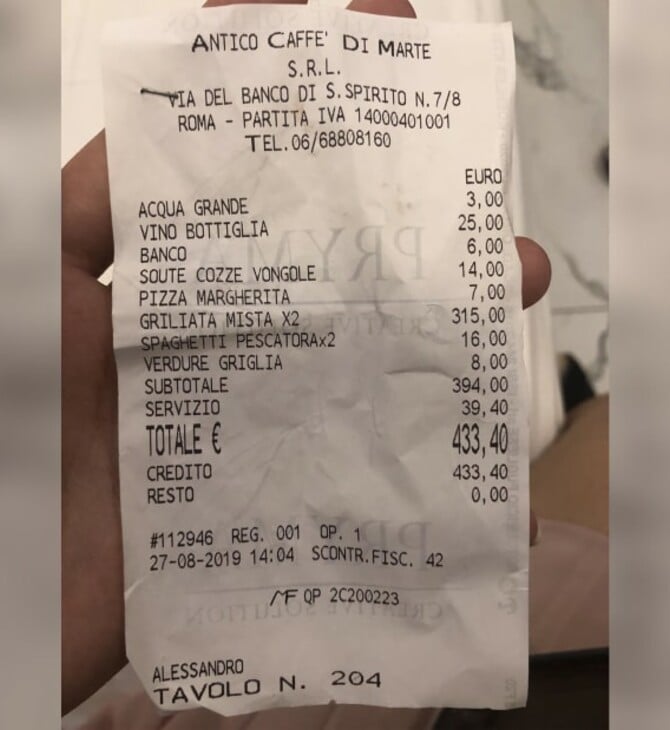 ANTICO CAFFE' DI MARTE
S.R.L.
VIA DEL BANCO DI S.SPIRITO N.7/8
ROMA - PARTITA IVA 14000401001
TEL.06/68808160
EURO
ACQUA GRANDE 3,00
VINO BOTTIGLIA 25,00
BANCO 6,00
SOUTE COZZE VONGOLE 14,00
PIZZA MARGHERITA 7,00
GRILIATA MISTA X2 315,00
SPAGHETTI PESCATORAx2 16,00
VERDURE GRIGLIA 8,00
SUBTOTALE 394,00
SERVIZIO 39,40
TOTALE € 433,40
CREDITO 433,40
RESTO 0,00
#112946 REG. 001 OP. 1
27-08-2019 14:04 SCONTR.FISC. 42
MF QP 2C200223
ALESSANDRO
TAVOLO N. 204